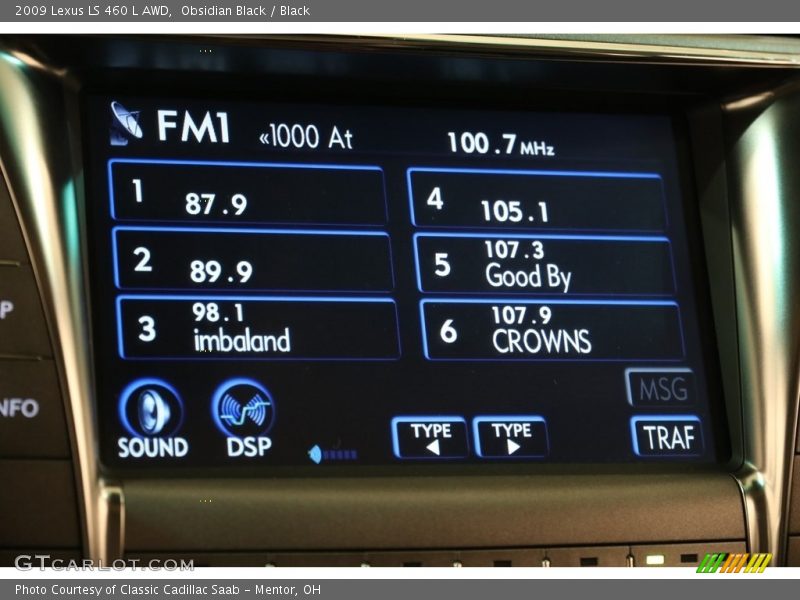 2009 Lexus LS 460 L AWD,  Obsidian Black / Black
FM1 «1000 At 100.7 MHz
1 87.9
4 105.1
2 89.9
5 107.3
Good By
3 98.1
imbaland
6 107.9
CROWNS
MSG
SOUND DSP TYPE TYPE TRAF
P
NFO
GTCARLOT.COM
Photo Courtesy of Classic Cadillac Saab - Mentor, OH